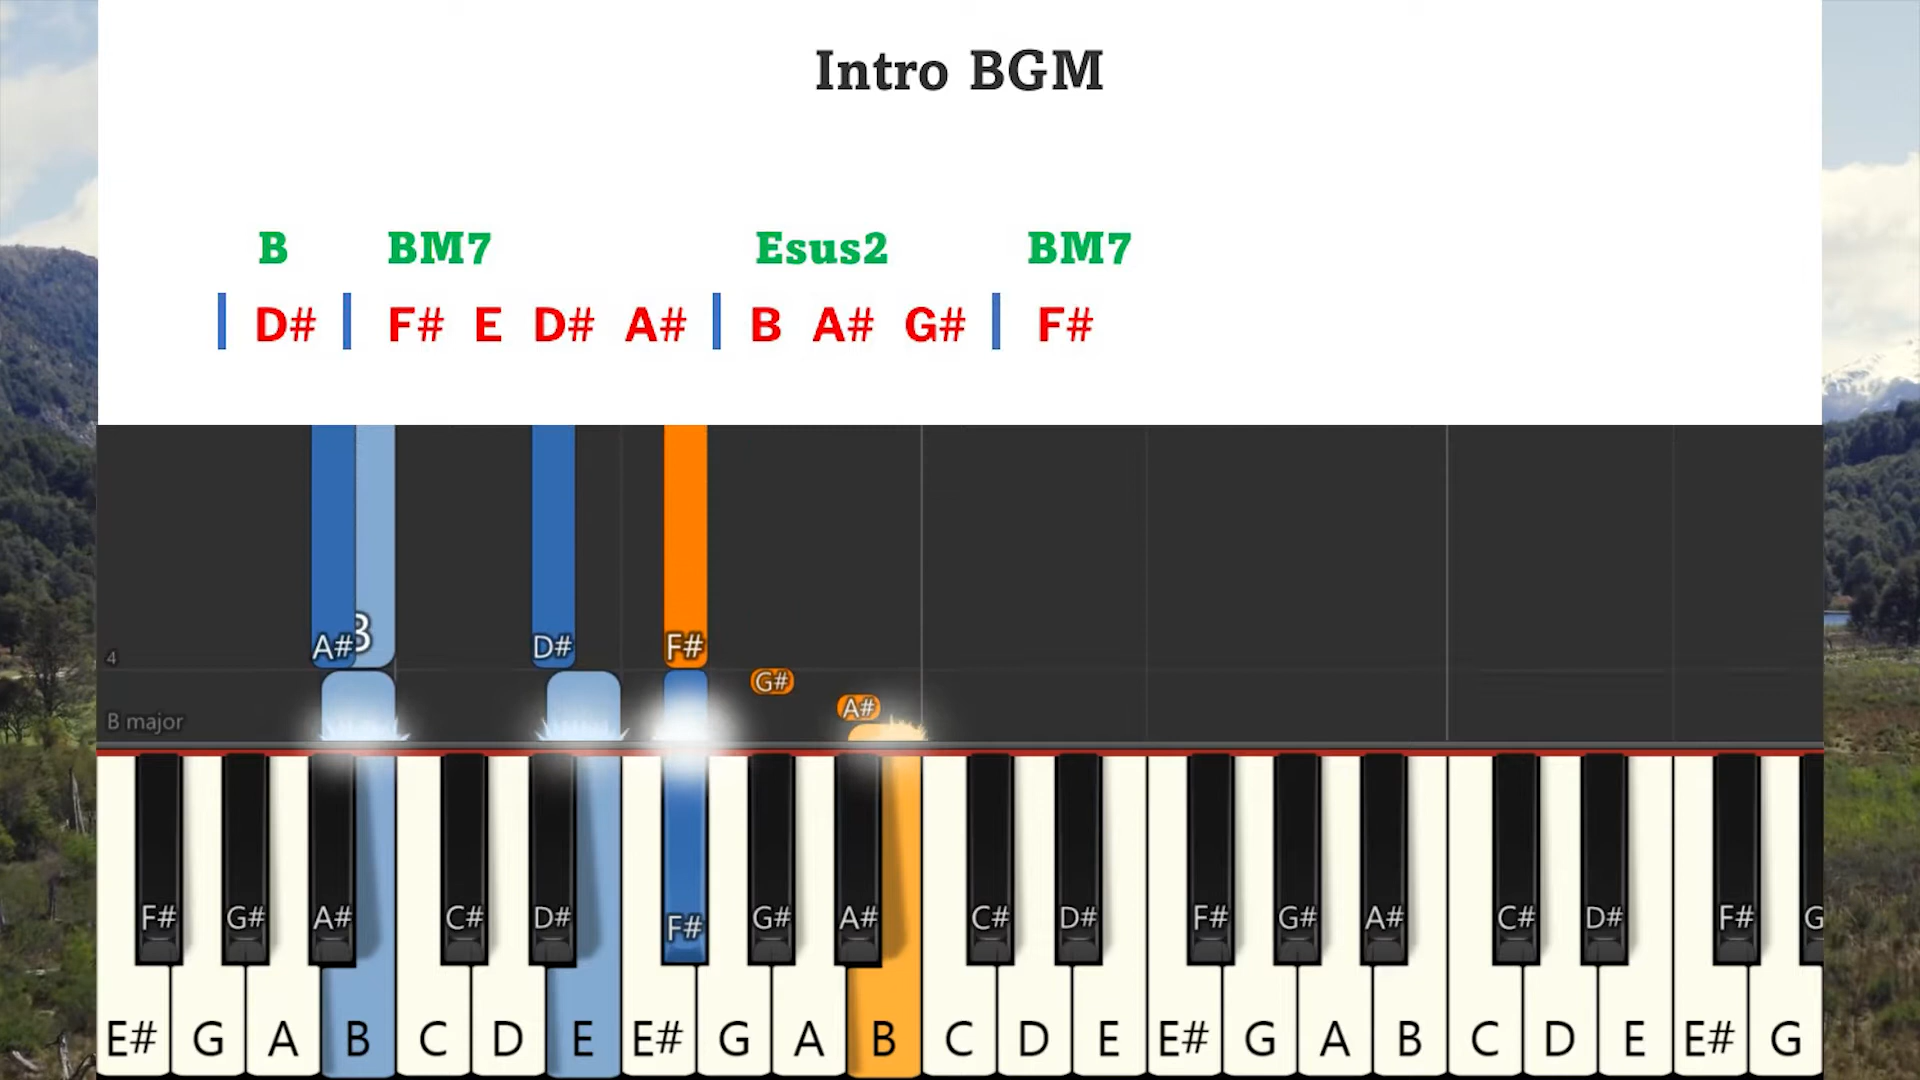 Intro BGM
B BM7 Esus2 BM7
D# F# E D# A# B A# G# F#
A# B D# F#
4
G#
A#
B major
F# G# A# C# D# F# G# A# C# D# F# G# A# C# D# F# G
E# G A B C D E E# G A B C D E E# G A B C D E E# G